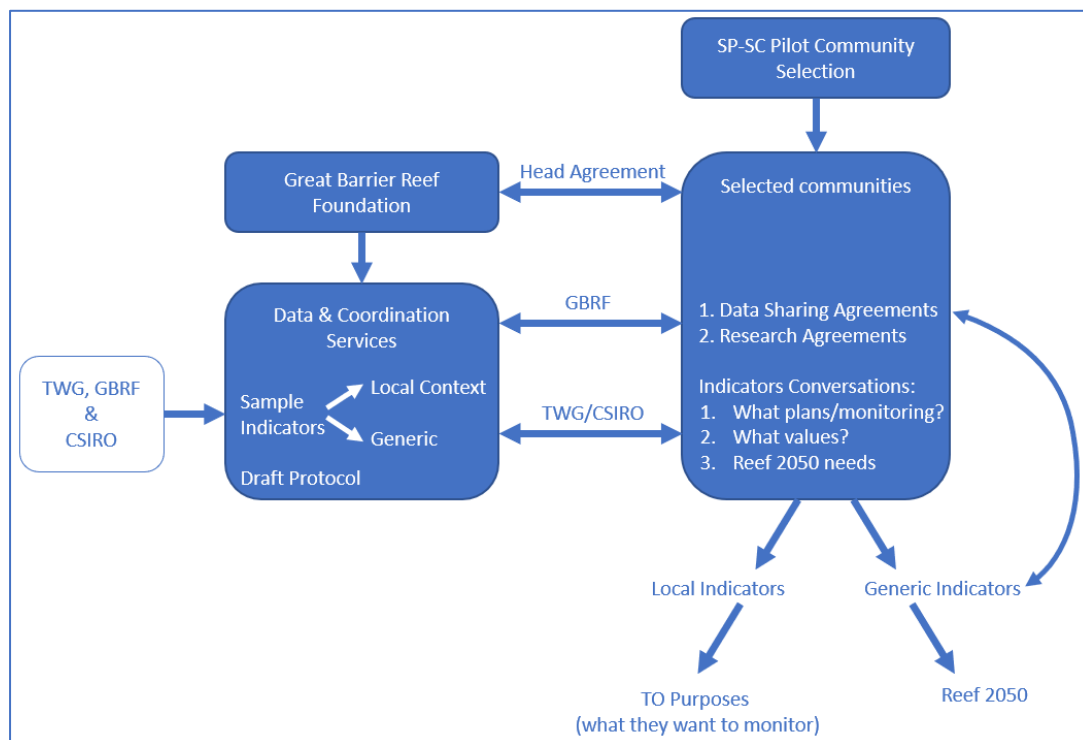 SP-SC Pilot Community
Selection
Great Barrier Reef
Foundation
Head Agreement
Selected communities
1. Data Sharing Agreements
2. Research Agreements
Indicators Conversations:
1. What plans/monitoring?
2. What values?
3. Reef 2050 needs
Data & Coordination
Services
Sample
Indicators
Local Context
Generic
Draft Protocol
GBRF
TWG/CSIRO
TWG, GBRF
&
CSIRO
Local Indicators
Generic Indicators
TO Purposes
(what they want to monitor)
Reef 2050